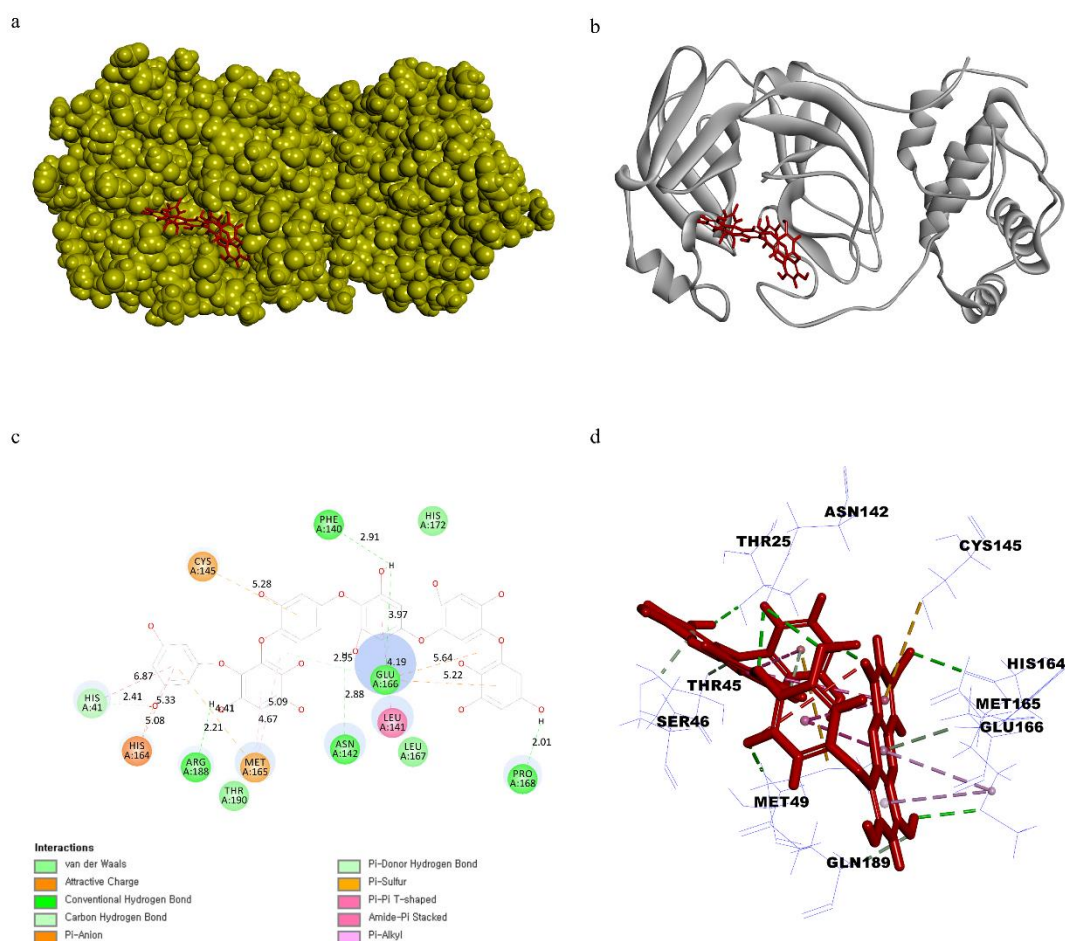 a
b
c
d
PHE
A:140
HIS
A:172
2.91
H
CYS
A:145
5.28
3.97
2.95
4.19
5.64
GLU
A:166
5.22
6.87
2.41
HIS
A:41
5.33
5.08
H
4.41
2.21
5.09
4.67
2.88
LEU
A:141
HIS
A:164
ARG
A:188
MET
A:165
THR
A:190
ASN
A:142
LEU
A:167
H
2.01
PRO
A:168
Interactions
van der Waals
Attractive Charge
Conventional Hydrogen Bond
Carbon Hydrogen Bond
Pi-Anion
Pi-Donor Hydrogen Bond
Pi-Sulfur
Pi-Pi T-shaped
Amide-Pi Stacked
Pi-Alkyl
ASN142
THR25
CYS145
HIS164
THR45
MET165
SER46
GLU166
MET49
GLN189